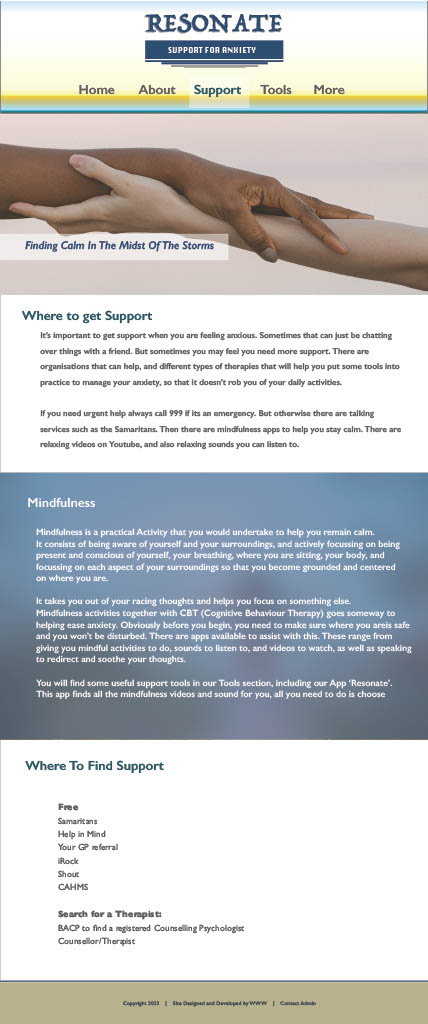 RESONATE
SUPPORT FOR ANXIETY
Home About Support Tools More
Finding Calm In The Midst Of The Storms
Where to get Support
It's important to get support when you are feeling anxious. Sometimes that can just be chatting
over things with a friend. But sometimes you may feel you need more support. There are
organisations that can help, and different types of therapies that will help you put some tools into
practice to manage your anxiety, so that it doesn't rob you of your daily activities.
If you need urgent help always call 999 if its an emergency. But otherwise there are talking
services such as the Samaritans. Then there are mindfulness apps to help you stay calm. There are
relaxing videos on Youtube, and also relaxing sounds you can listen to.
Mindfulness
Mindfulness is a practical Activity that you would undertake to help you remain calm.
It consists of being aware of yourself and your surroundings, and actively focussing on being
present and conscious of yourself, your breathing, where you are sitting, your body, and
focussing on each aspect of your surroundings so that you become grounded and centered
on where you are.
It takes you out of your racing thoughts and helps you focus on something else.
Mindfulness activities together with CBT (Cognitive Behaviour Therapy) goes someway to
helping ease anxiety. Obviously before you begin, you need to make sure where you areis safe
and you won't be disturbed. There are apps available to assist with this. These range from
giving you mindful activities to do, sounds to listen to, and videos to watch, as well as speaking
to redirect and soothe your thoughts.
You will find some useful support tools in our Tools section, including our App 'Resonate'.
This app finds all the mindfulness videos and sound for you, all you need to do is choose
Where To Find Support
Free
Samaritans
Help in Mind
Your GP referral
iRock
Shout
CAHMS
Search for a Therapist:
BACP to find a registered Counselling Psychologist
Counsellor/Therapist
Copyright 2023 | Site Designed and Developed by WWW | Contact Admin